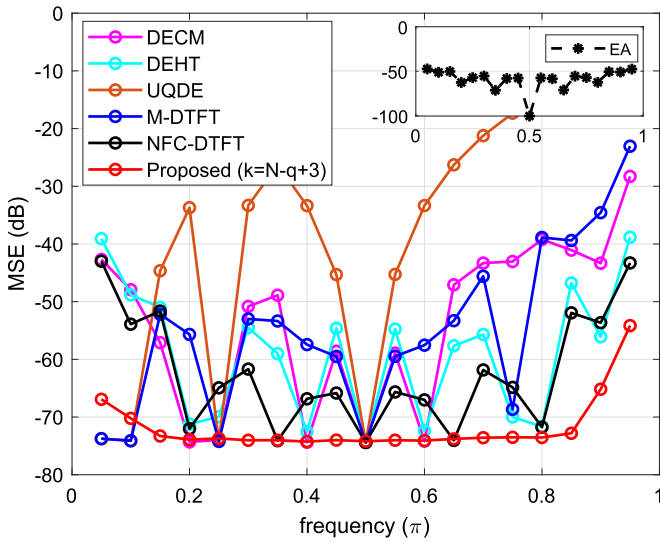 DECM
DEHT
UQDE
M-DTFT
NFC-DTFT
Proposed (k=N-q+3)
EA
0
-50
-100
0
0.5
1
0
-10
-20
-30
-40
-50
-60
-70
-80
MSE (dB)
0
0.2
0.4
0.6
0.8
1
frequency (π)